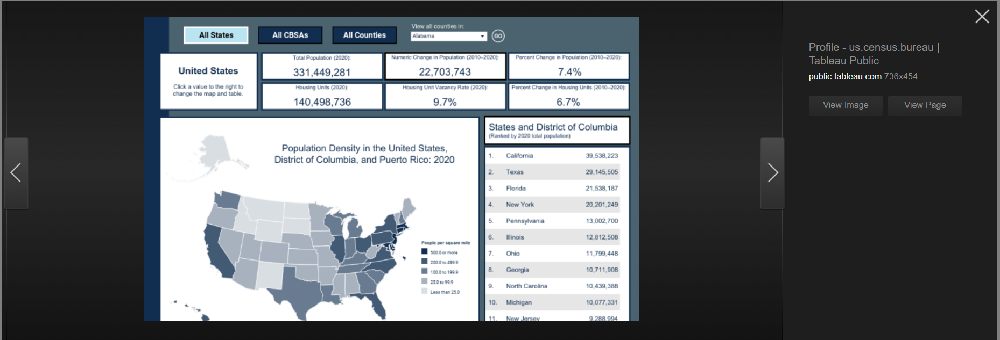 All States
All CBSAs
All Counties
View all counties in:
Alabama
GO
United States
Click a value to the right to
change the map and table.
Total Population (2020):
331,449,281
Numeric Change in Population (2010–2020):
22,703,743
Percent Change in Population (2010–2020):
7.4%
Housing Units (2020):
140,498,736
Housing Unit Vacancy Rate (2020):
9.7%
Percent Change in Housing Units (2010–2020):
6.7%
Population Density in the United States,
District of Columbia, and Puerto Rico: 2020
People per square mile
500.0 or more
200.0 to 499.9
100.0 to 199.9
25.0 to 99.9
Less than 25.0
States and District of Columbia
(Ranked by 2020 total population)
1. California 39,538,223
2. Texas 29,145,505
3. Florida 21,538,187
4. New York 20,201,249
5. Pennsylvania 13,002,700
6. Illinois 12,812,508
7. Ohio 11,799,448
8. Georgia 10,711,908
9. North Carolina 10,439,388
10. Michigan 10,077,331
11. New Jersey 9,288,994
Profile - us.census.bureau |
Tableau Public
public.tableau.com 736x454
View Image
View Page